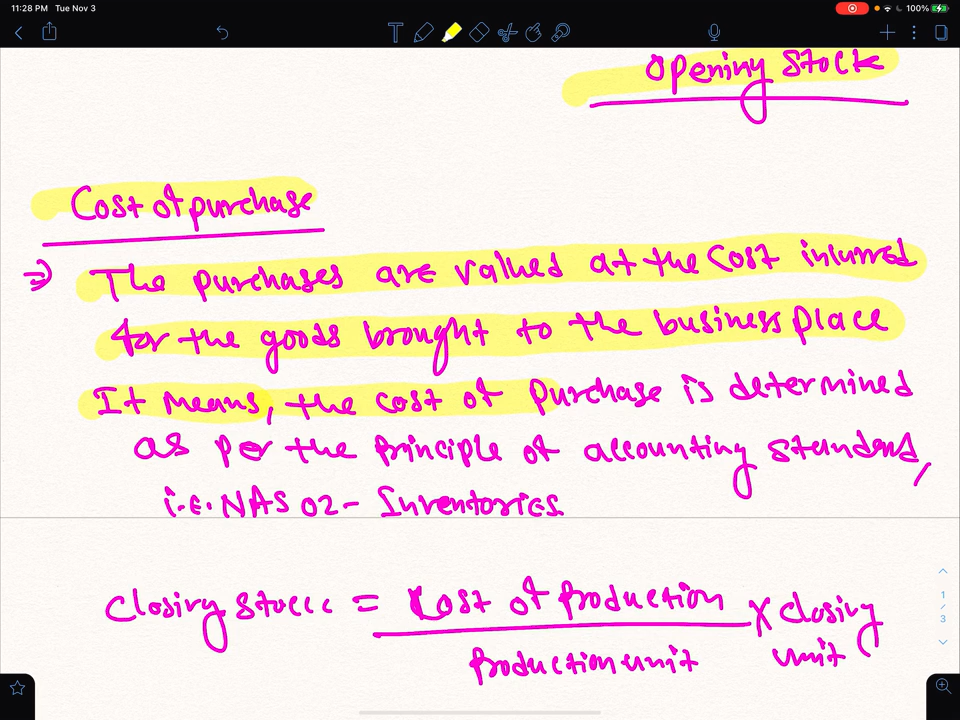 11:28 PM Tue Nov 3
100%
Opening Stock
Cost of purchase
⇒ The purchases are valued at the cost incurred
for the goods brought to the business place
It means, the cost of purchase is determined
as per the principle of accounting standard,
i.e. NAS 02 - Inventories
Closing stock = Cost of production × closing
production unit unit
1
/
3